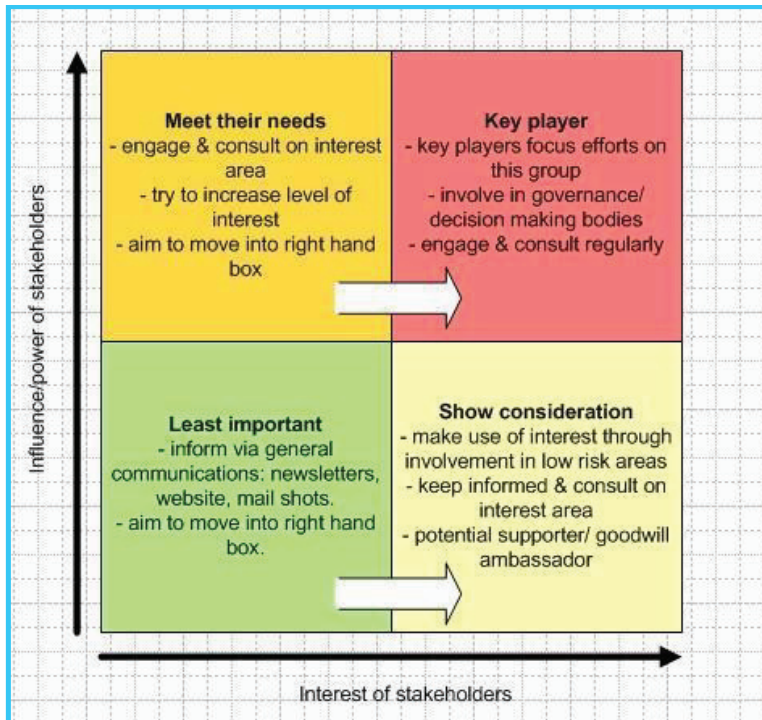 Influence/power of stakeholders
Meet their needs
- engage & consult on interest
area
- try to increase level of
interest
- aim to move into right hand
box
Key player
- key players focus efforts on
this group
- involve in governance/
decision making bodies
- engage & consult regularly
Least important
- inform via general
communications: newsletters,
website, mail shots.
- aim to move into right hand
box.
Show consideration
- make use of interest through
involvement in low risk areas
- keep informed & consult on
interest area
- potential supporter/ goodwill
ambassador
Interest of stakeholders